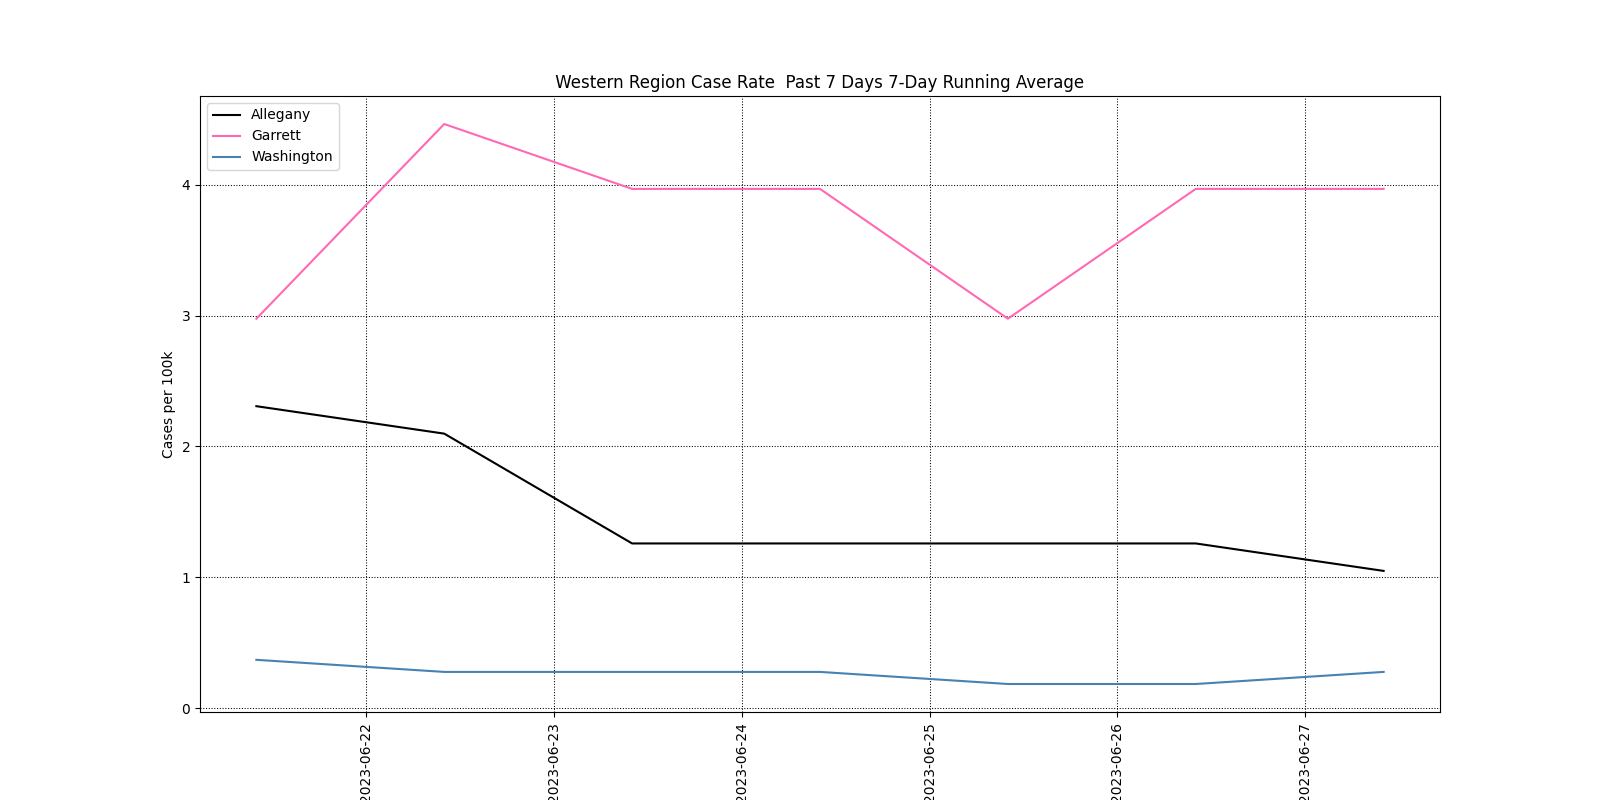 Western Region Case Rate  Past 7 Days 7-Day Running Average
Allegany
Garrett
Washington
Cases per 100k
4
3
2
1
0
2023-06-22
2023-06-23
2023-06-24
2023-06-25
2023-06-26
2023-06-27